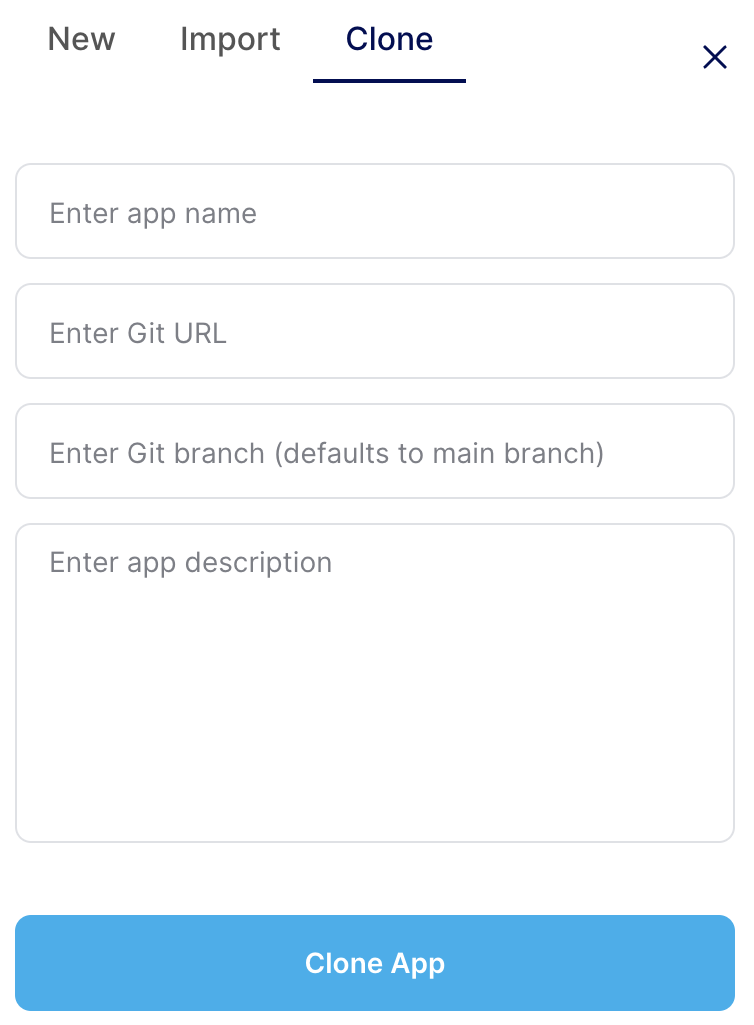 New Import Clone
Enter app name
Enter Git URL
Enter Git branch (defaults to main branch)
Enter app description
Clone App